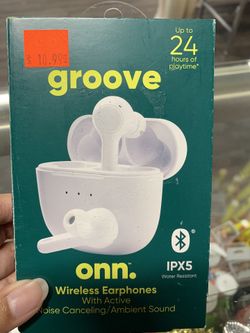 $ 10.99
Up to
24
hours of
playtime*
groove
IPX5
Water Resistant
onn.
Wireless Earphones
With Active
Noise Canceling/Ambient Sound